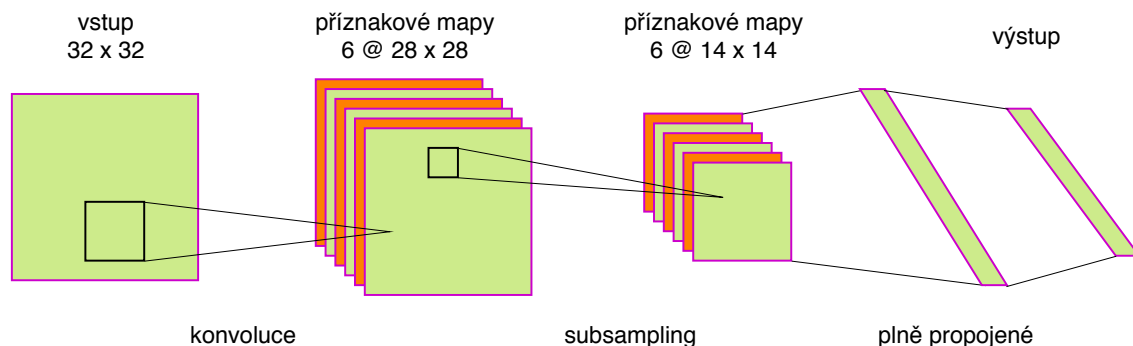 vstup
32 x 32
příznakové mapy
6 @ 28 x 28
příznakové mapy
6 @ 14 x 14
výstup
konvoluce
subsampling
plně propojené